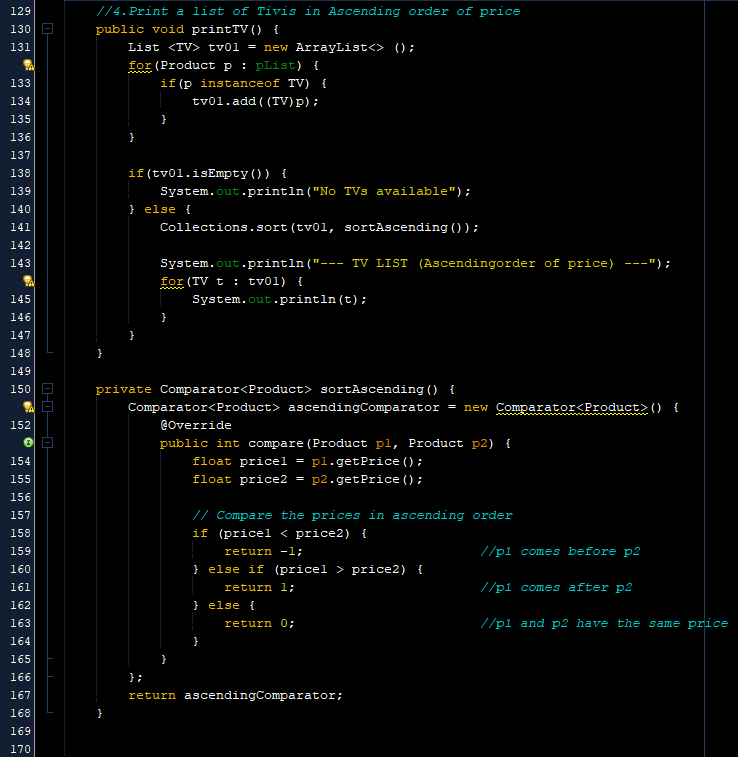 129 //4.Print a list of Tivis in Ascending order of price
130 public void printTV() {
131 List <TV> tv01 = new ArrayList<> ();
for(Product p : pList) {
133 if(p instanceof TV) {
134 tv01.add((TV)p);
135 }
136 }
137
138 if(tv01.isEmpty()) {
139 System.out.println("No TVs available");
140 } else {
141 Collections.sort(tv01, sortAscending());
142
143 System.out.println("--- TV LIST (Ascendingorder of price) ---");
for(TV t : tv01) {
145 System.out.println(t);
146 }
147 }
148 }
149
150 private Comparator<Product> sortAscending() {
Comparator<Product> ascendingComparator = new Comparator<Product>() {
152 @Override
public int compare(Product p1, Product p2) {
154 float price1 = p1.getPrice();
155 float price2 = p2.getPrice();
156
157 // Compare the prices in ascending order
158 if (price1 < price2) {
159 return -1; //p1 comes before p2
160 } else if (price1 > price2) {
161 return 1; //p1 comes after p2
162 } else {
163 return 0; //p1 and p2 have the same price
164 }
165 }
166 };
167 return ascendingComparator;
168 }
169
170